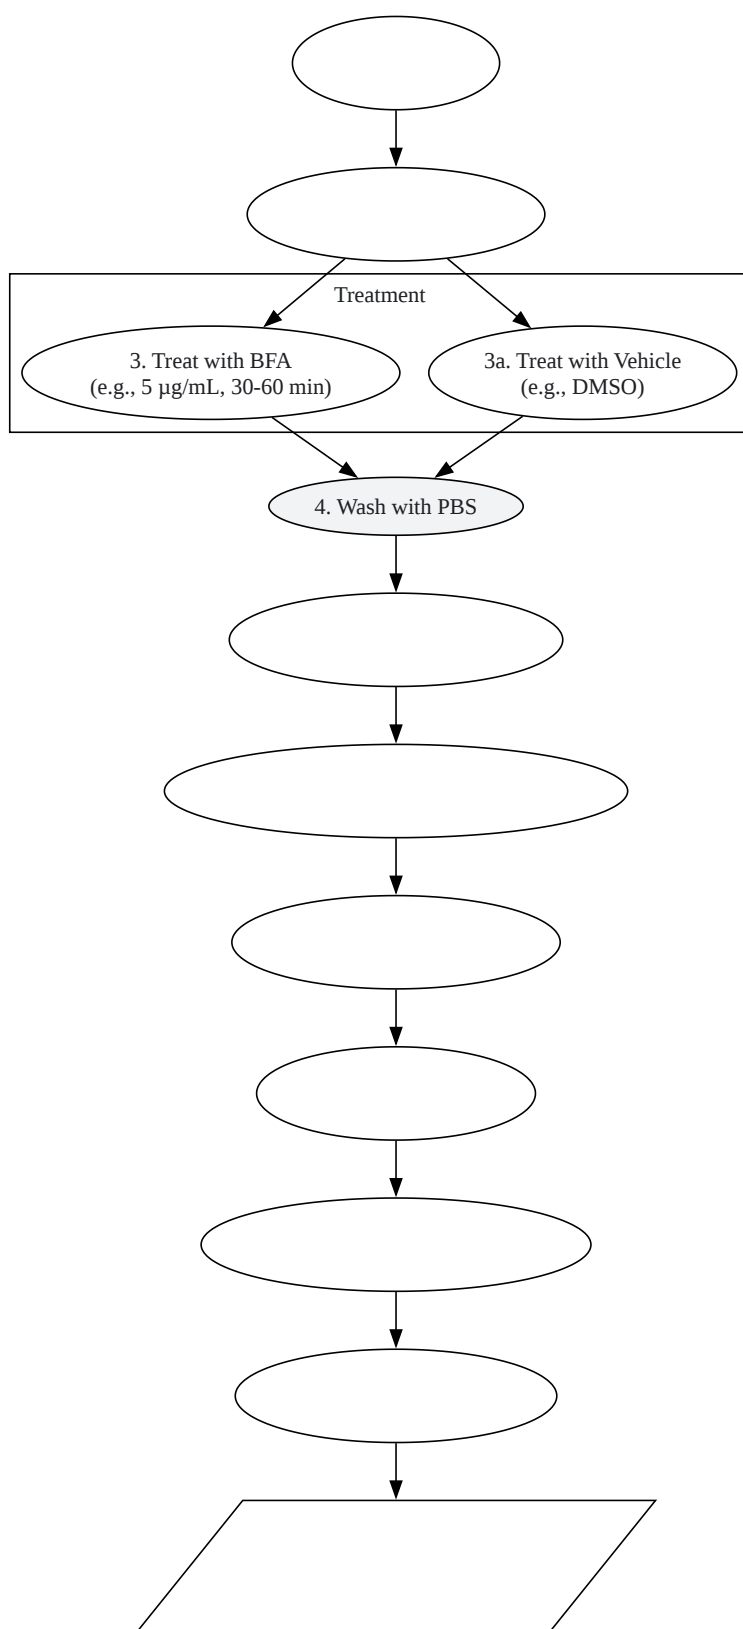 Treatment
3. Treat with BFA
(e.g., 5 µg/mL, 30-60 min)
3a. Treat with Vehicle
(e.g., DMSO)
4. Wash with PBS